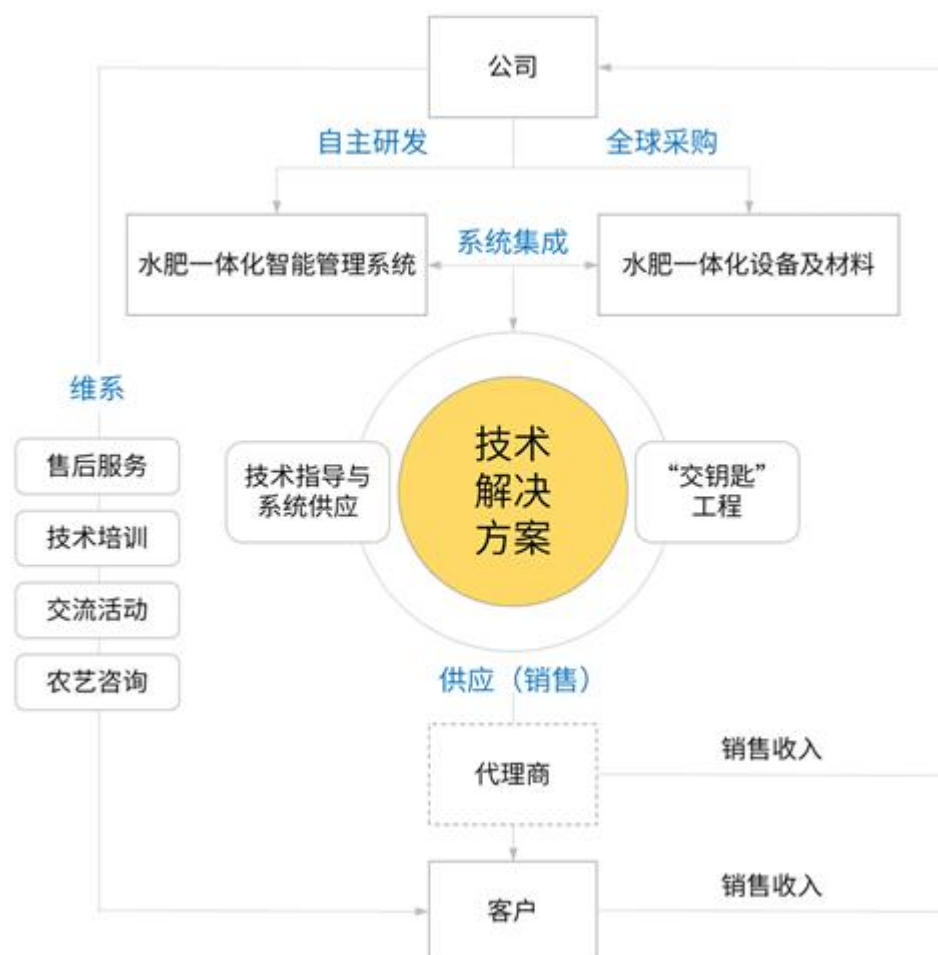 公司
自主研发
全球采购
水肥一体化智能管理系统
系统集成
水肥一体化设备及材料
维系
售后服务
技术培训
交流活动
农艺咨询
技术指导与
系统供应
技术
解决
方案
“交钥匙”
工程
供应（销售）
代理商
销售收入
客户
销售收入